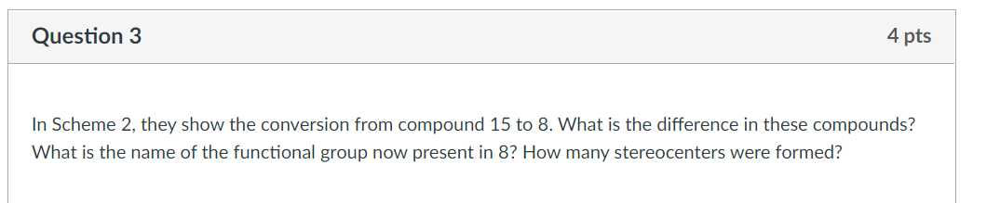 Question 3
4 pts
In Scheme 2, they show the conversion from compound 15 to 8. What is the difference in these compounds?
What is the name of the functional group now present in 8? How many stereocenters were formed?